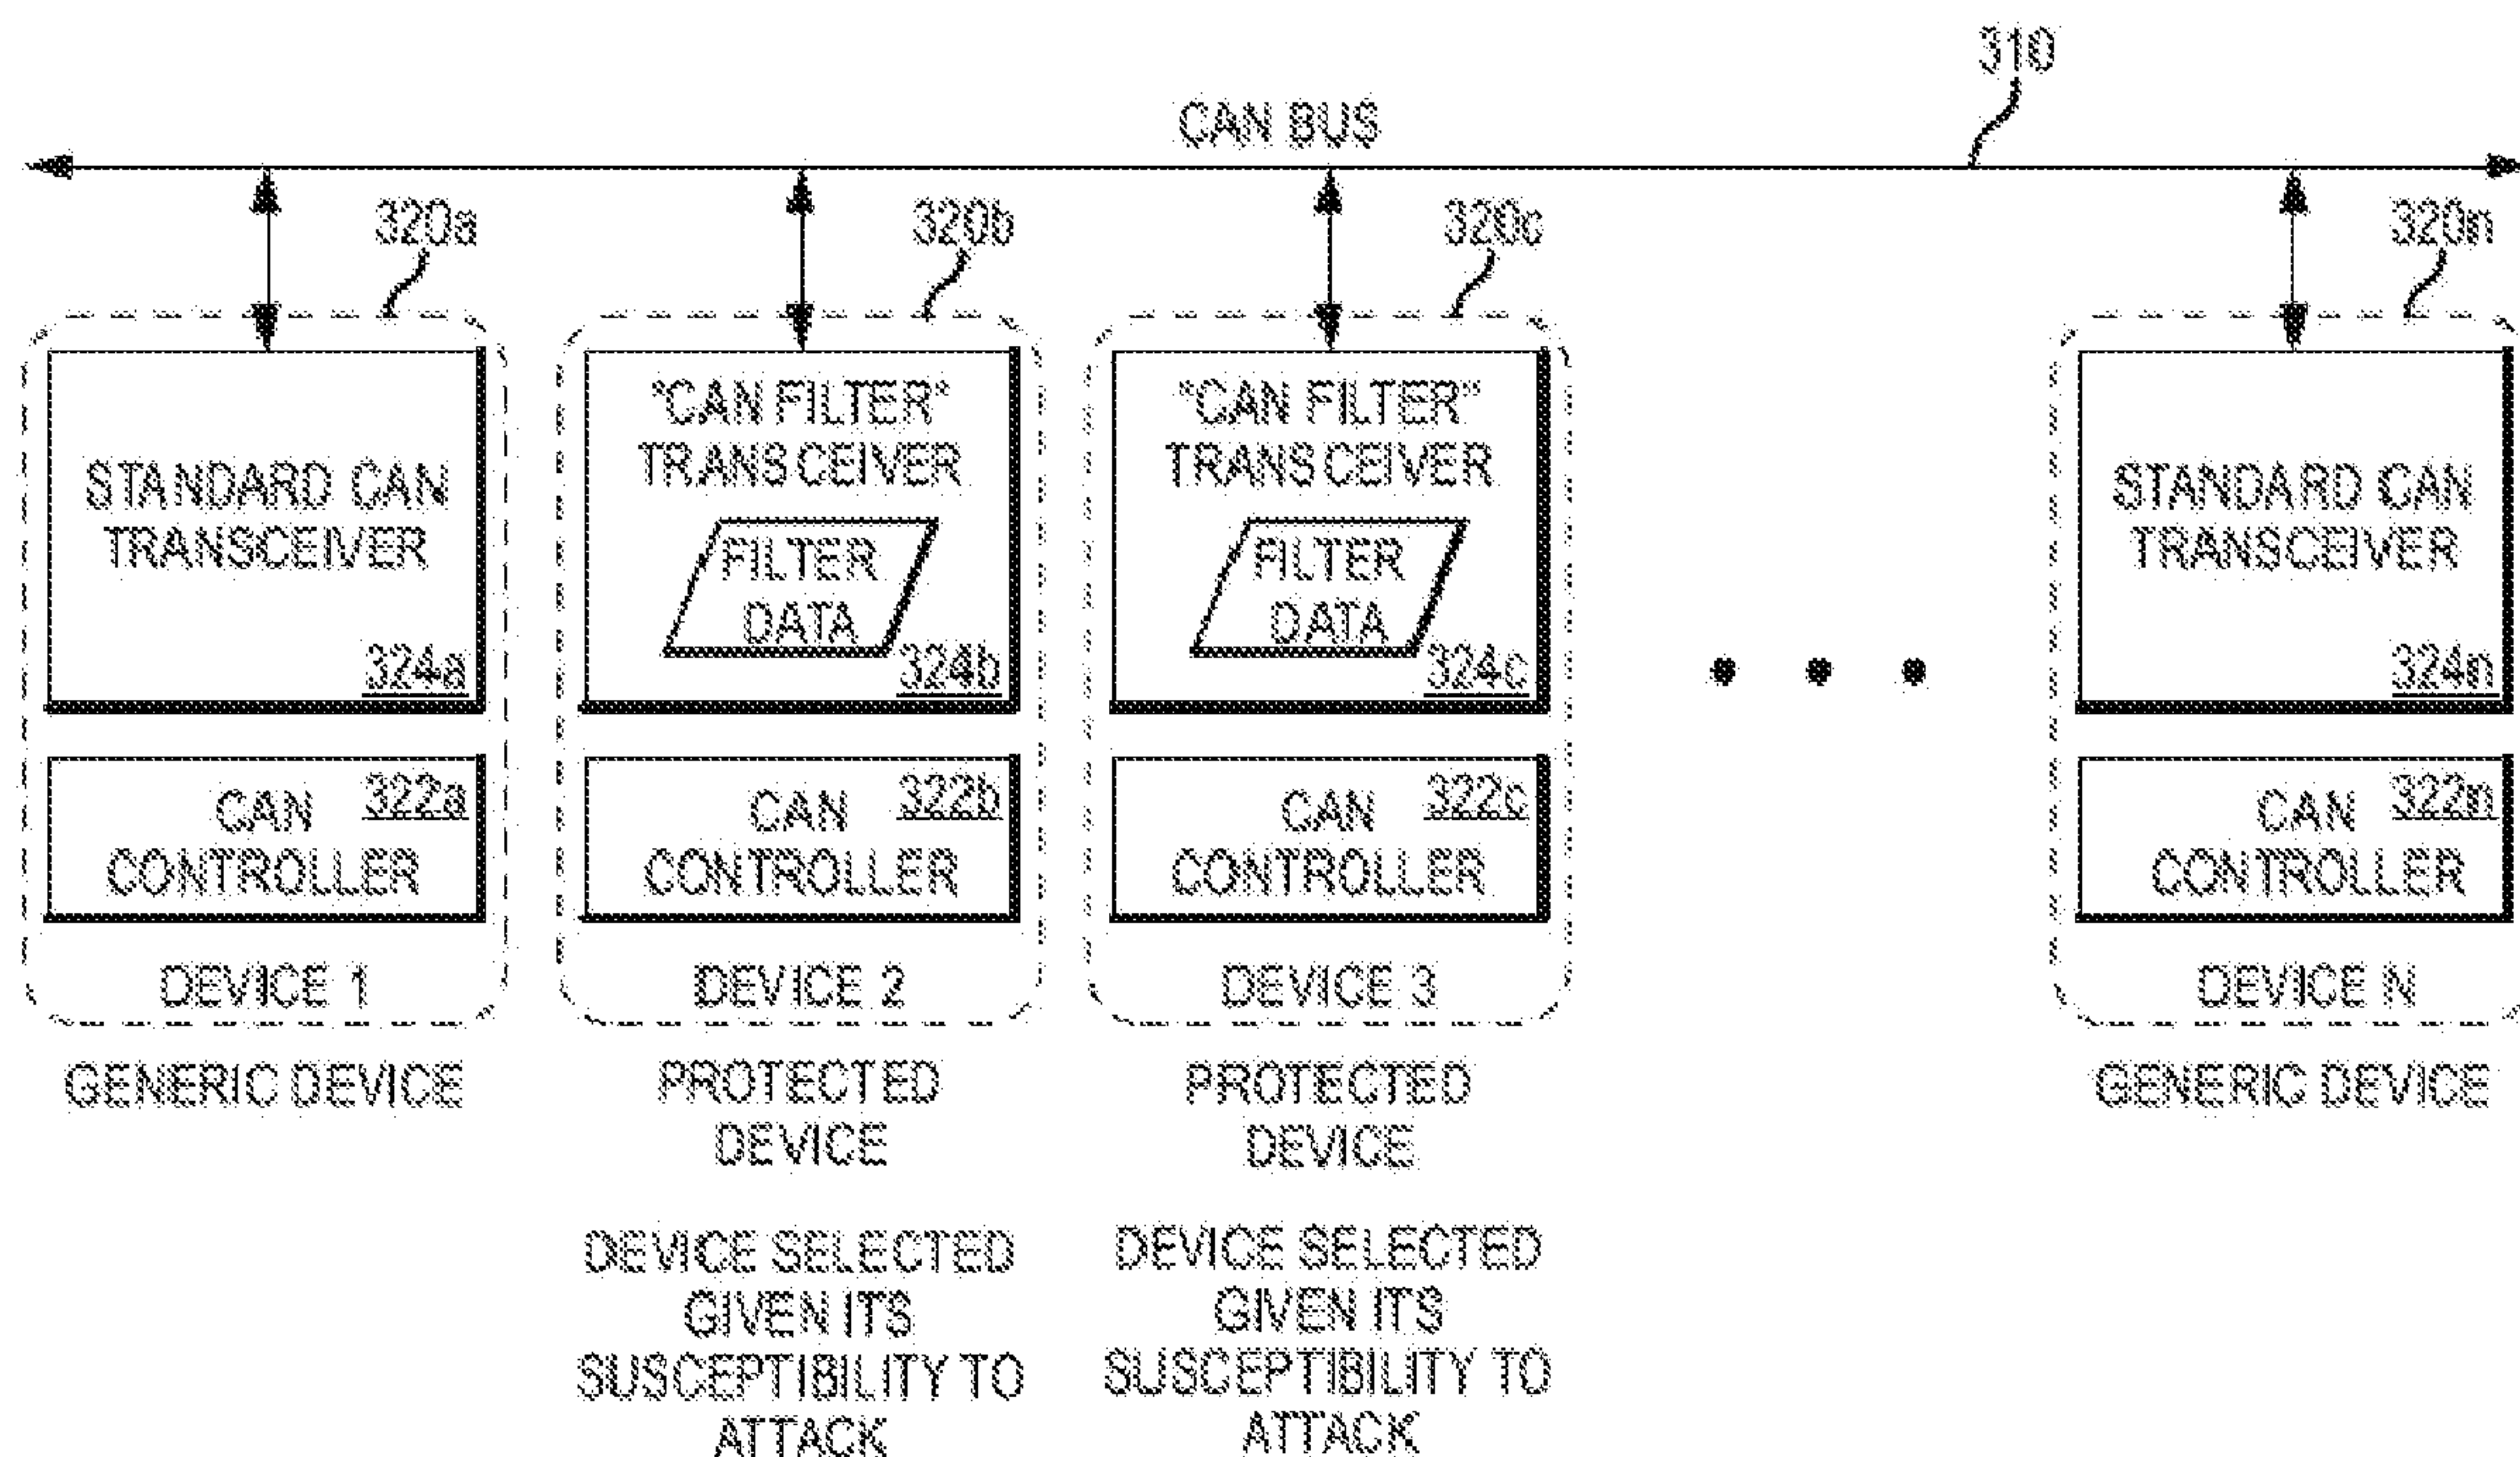 310
CAN BUS
320a
320b
320c
320n
STANDARD CAN
TRANSCEIVER
324a
"CAN FILTER"
TRANSCEIVER
FILTER
DATA
324b
"CAN FILTER"
TRANSCEIVER
FILTER
DATA
324c
STANDARD CAN
TRANSCEIVER
324n
322a
CAN
CONTROLLER
322b
CAN
CONTROLLER
322c
CAN
CONTROLLER
322n
CAN
CONTROLLER
DEVICE 1
DEVICE 2
DEVICE 3
DEVICE N
GENERIC DEVICE
PROTECTED
DEVICE
PROTECTED
DEVICE
GENERIC DEVICE
DEVICE SELECTED
GIVEN ITS
SUSCEPTIBILITY TO
ATTACK
DEVICE SELECTED
GIVEN ITS
SUSCEPTIBILITY TO
ATTACK